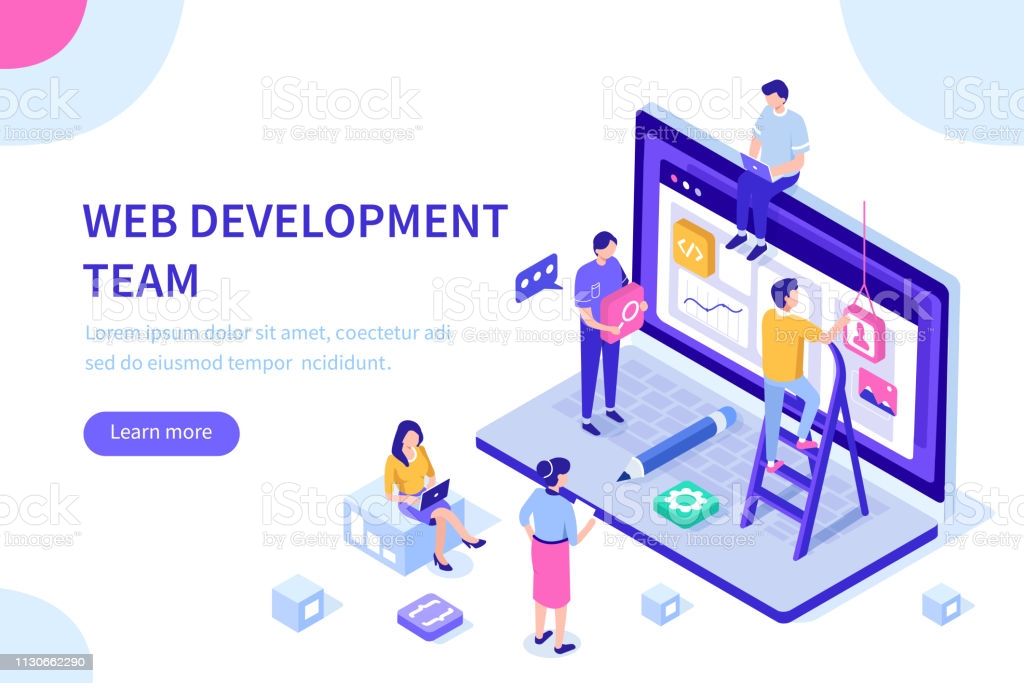 WEB DEVELOPMENT
TEAM
Lorem ipsum dolor sit amet, coectetur adi
sed do eiusmod tempor ncididunt.
Learn more
</>
{ }
iStock
by Getty Images™
1130662290